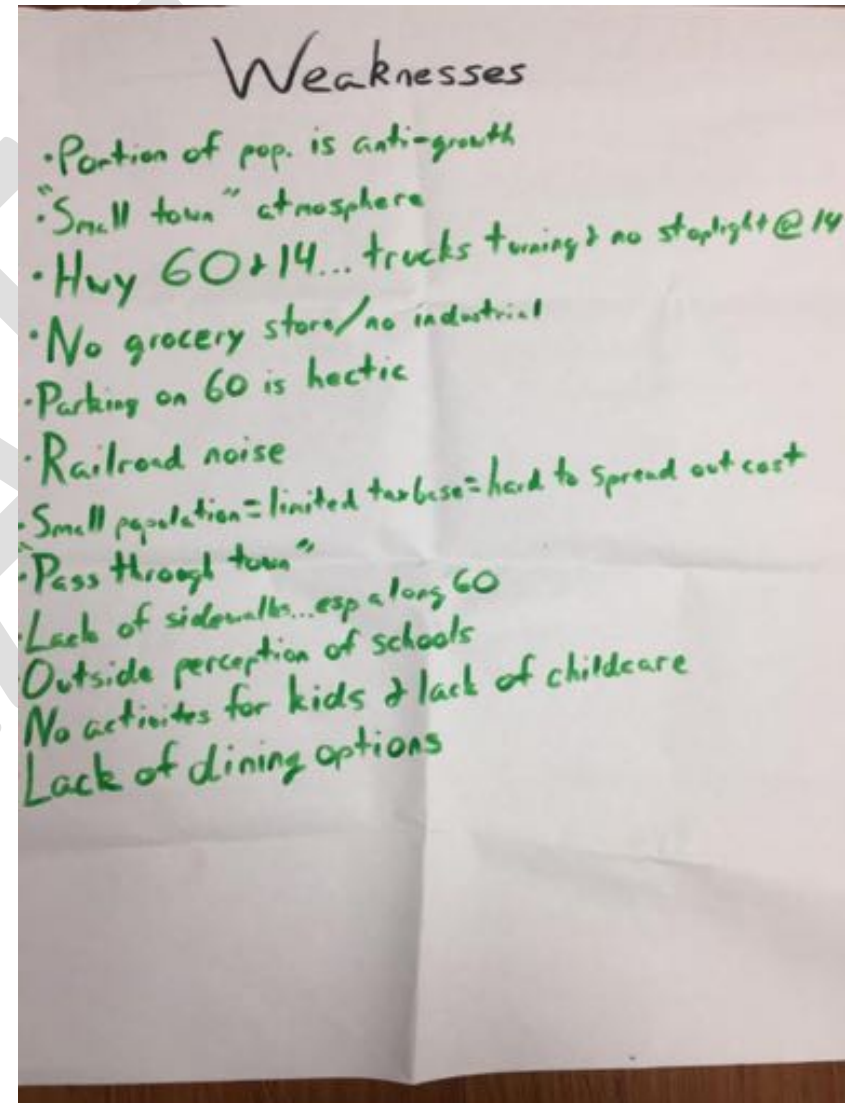 Weaknesses
·Portion of pop. is anti-growth
·"Small town" atmosphere
·Hwy 60 & 14... trucks turning & no stoplight @ 14
·No grocery store/no industrial
·Parking on 60 is hectic
·Railroad noise
·Small population = limited tax base = hard to spread out cost
·"Pass through town"
·Lack of sidewalks...esp along 60
Outside perception of schools
No activites for kids & lack of childcare
Lack of dining options